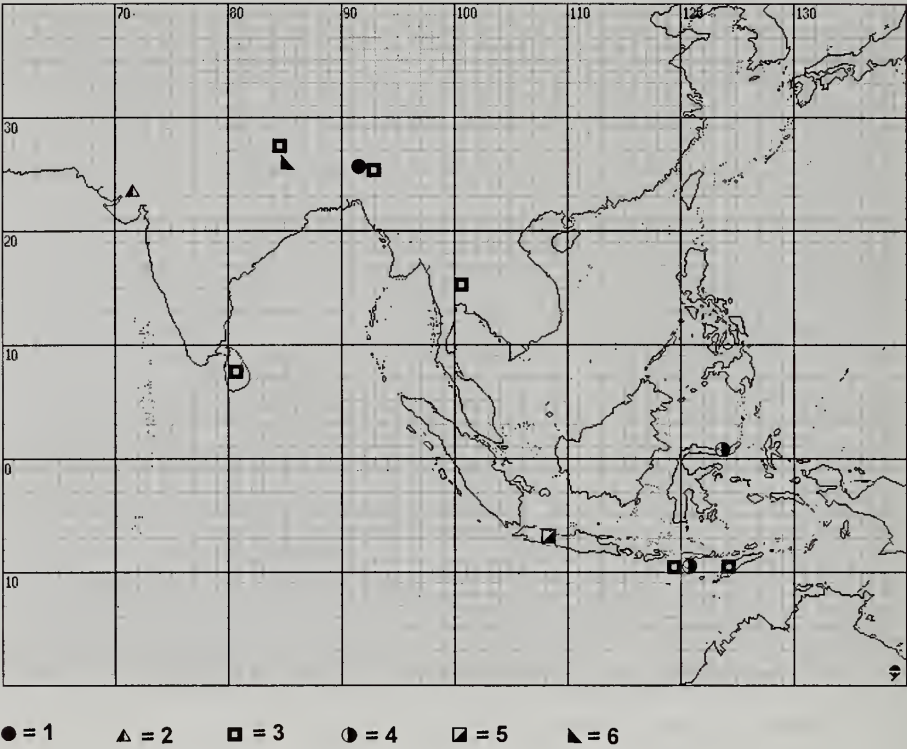 70 80 90 100 110 120 130
30
20
10
0
10
● = 1 ◭ = 2 ◘ = 3 ◑ = 4 ◪ = 5 ◣ = 6